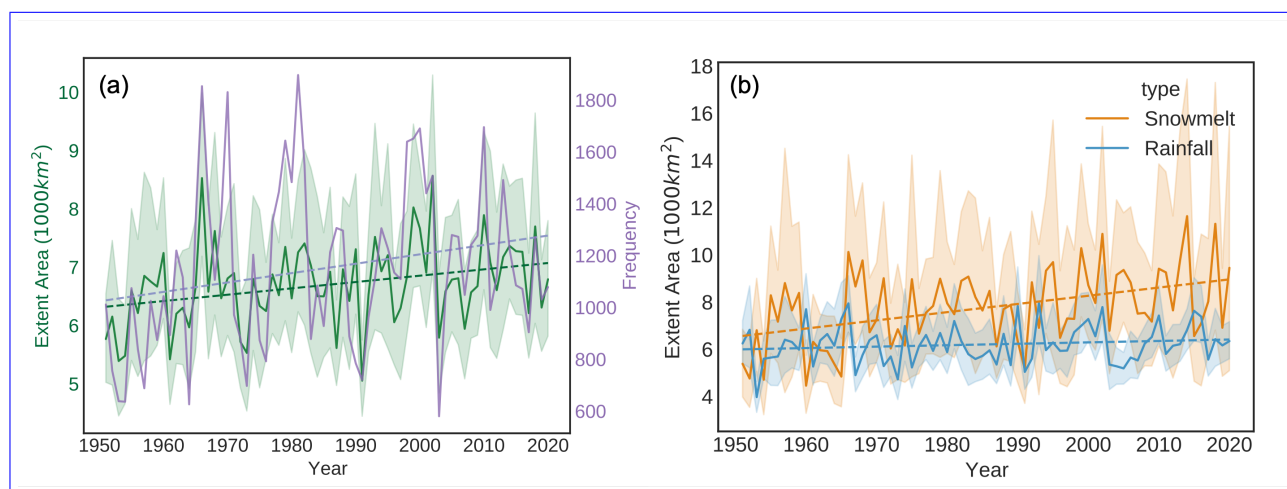 (a)
10
9
8
7
6
5
Extent Area (1000km²)
1800
1600
1400
1200
1000
800
600
Frequency
1950 1960 1970 1980 1990 2000 2010 2020
Year
(b)
18
16
14
12
10
8
6
4
Extent Area (1000km²)
type
Snowmelt
Rainfall
1950 1960 1970 1980 1990 2000 2010 2020
Year